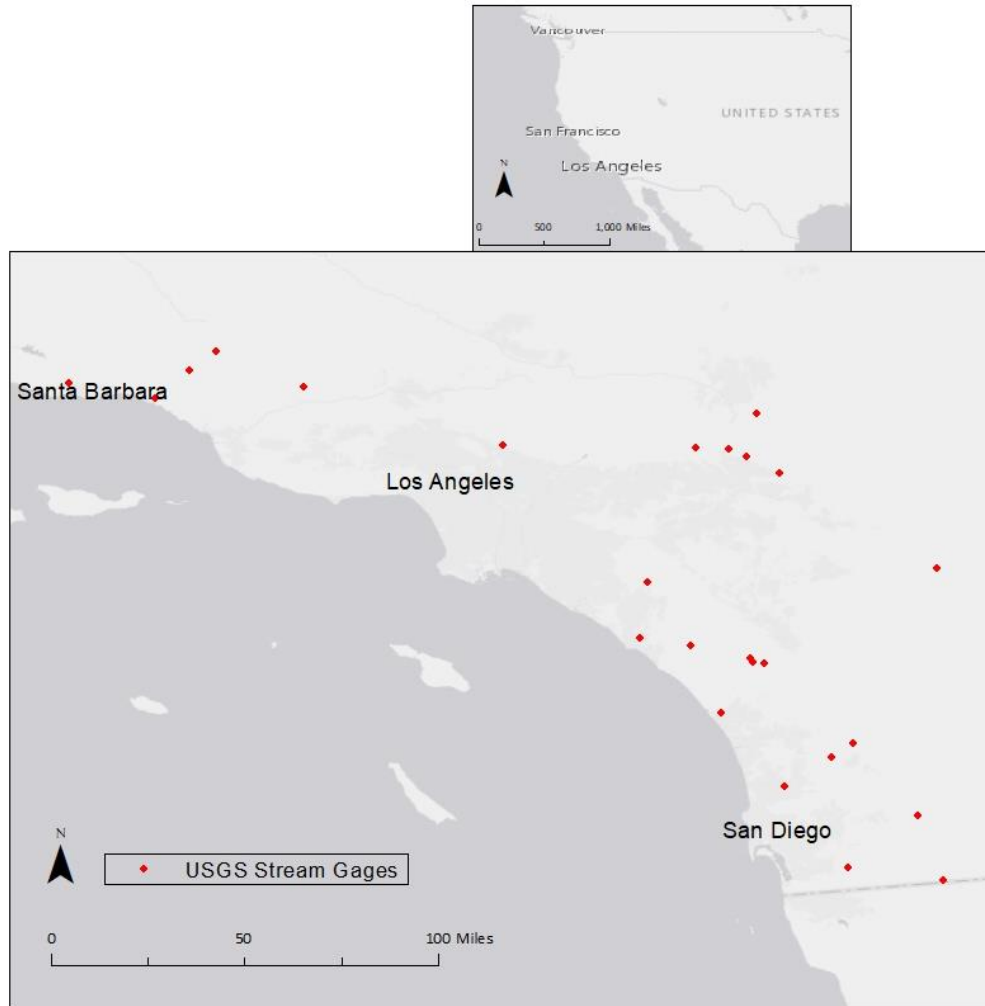 Vancouver
UNITED STATES
San Francisco
Los Angeles
N
0 500 1,000 Miles
Santa Barbara
Los Angeles
San Diego
N
USGS Stream Gages
0 50 100 Miles